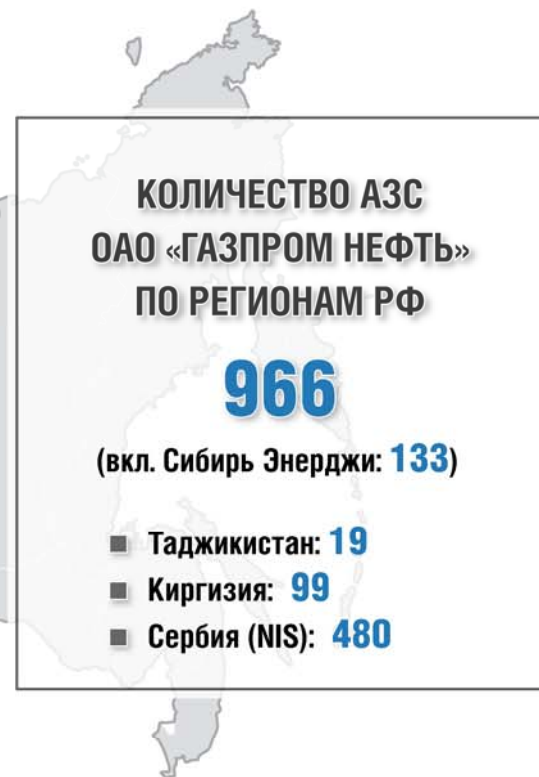 КОЛИЧЕСТВО АЗС
ОАО «ГАЗПРОМ НЕФТЬ»
ПО РЕГИОНАМ РФ
966
(вкл. Сибирь Энерджи: 133)
Таджикистан: 19
Киргизия: 99
Сербия (NIS): 480